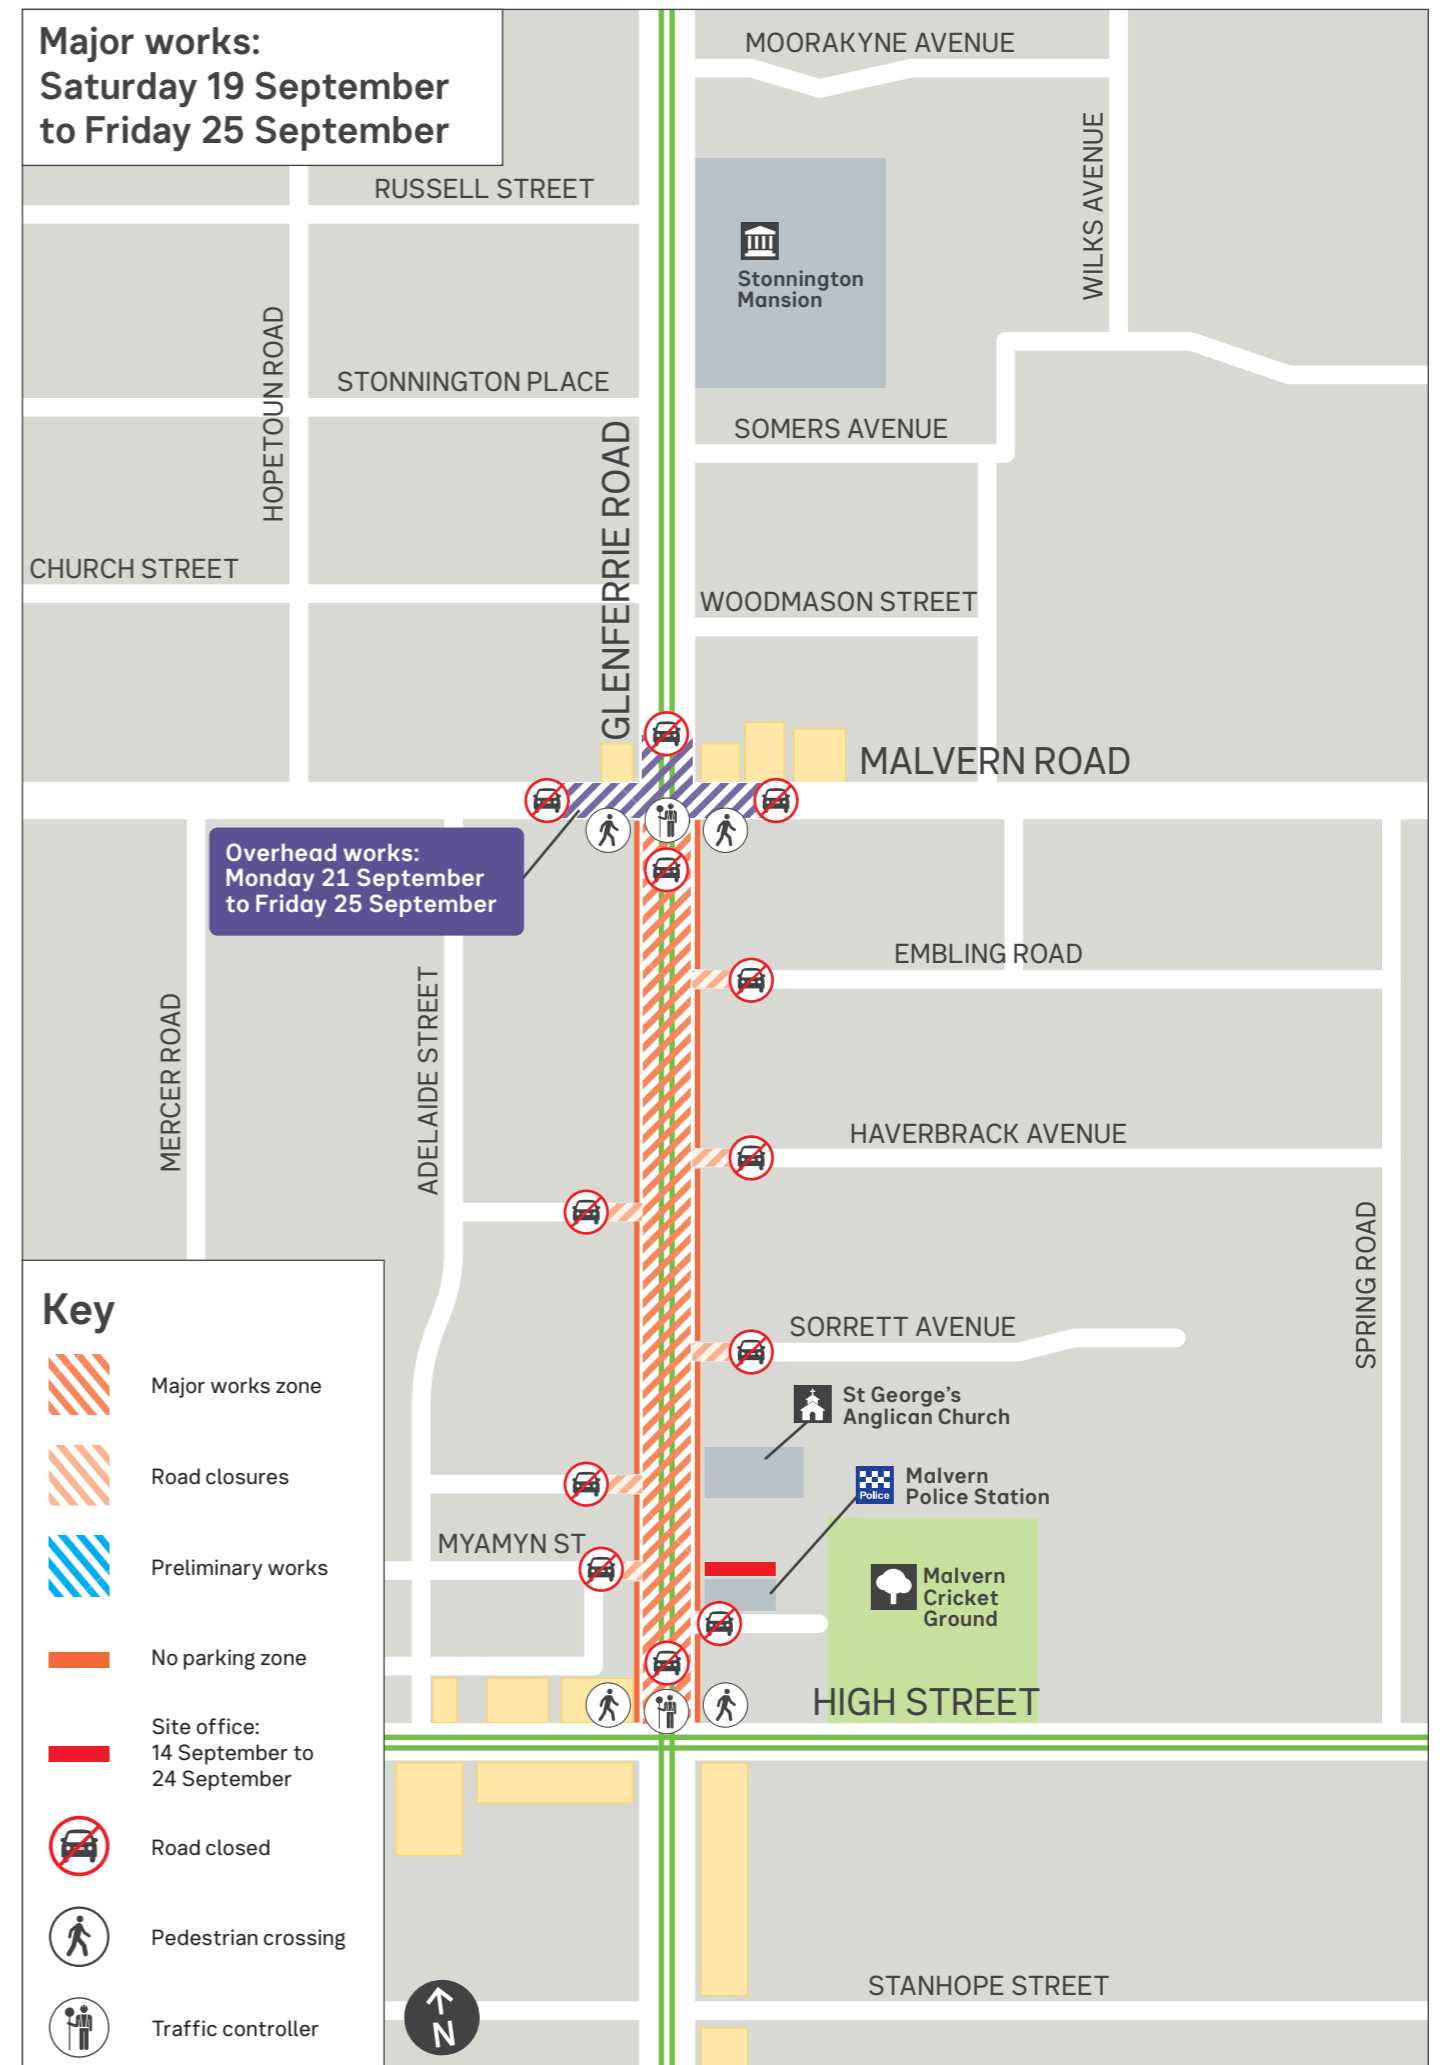 Major works:
Saturday 19 September
to Friday 25 September
MOORAKYNE AVENUE
WILKS AVENUE
RUSSELL STREET
Stonnington
Mansion
HOPETOUN ROAD
STONNINGTON PLACE
GLENFERRIE ROAD
SOMERS AVENUE
CHURCH STREET
WOODMASON STREET
MALVERN ROAD
Overhead works:
Monday 21 September
to Friday 25 September
EMBLING ROAD
MERCER ROAD
ADELAIDE STREET
HAVERBRACK AVENUE
SPRING ROAD
SORRETT AVENUE
St George's
Anglican Church
Police
Malvern
Police Station
MYAMYN ST
Malvern
Cricket
Ground
HIGH STREET
STANHOPE STREET
Key
Major works zone
Road closures
Preliminary works
No parking zone
Site office:
14 September to
24 September
Road closed
Pedestrian crossing
Traffic controller
N